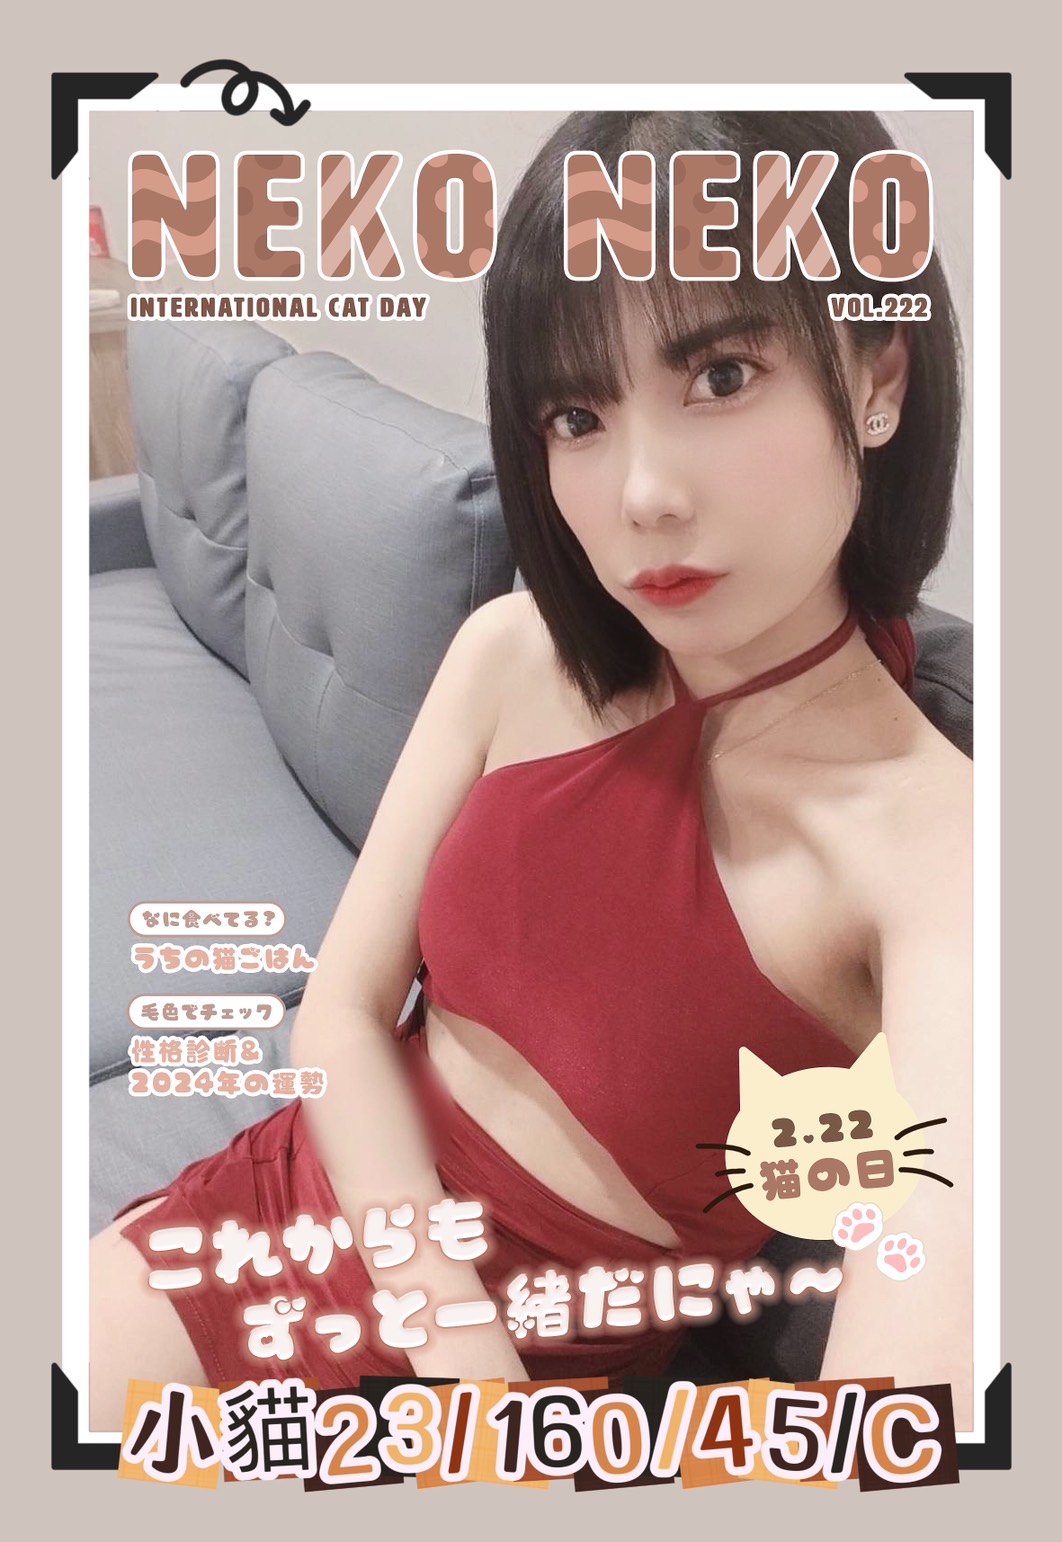 NEKO NEKO
INTERNATIONAL CAT DAY
VOL.222
なに食べてる?
うちの猫ごはん
毛色でチェック
性格診断&
2024年の運勢
2.22
猫の日
これからも
ずっと一緒だにゃ～
小貓23/160/45/C